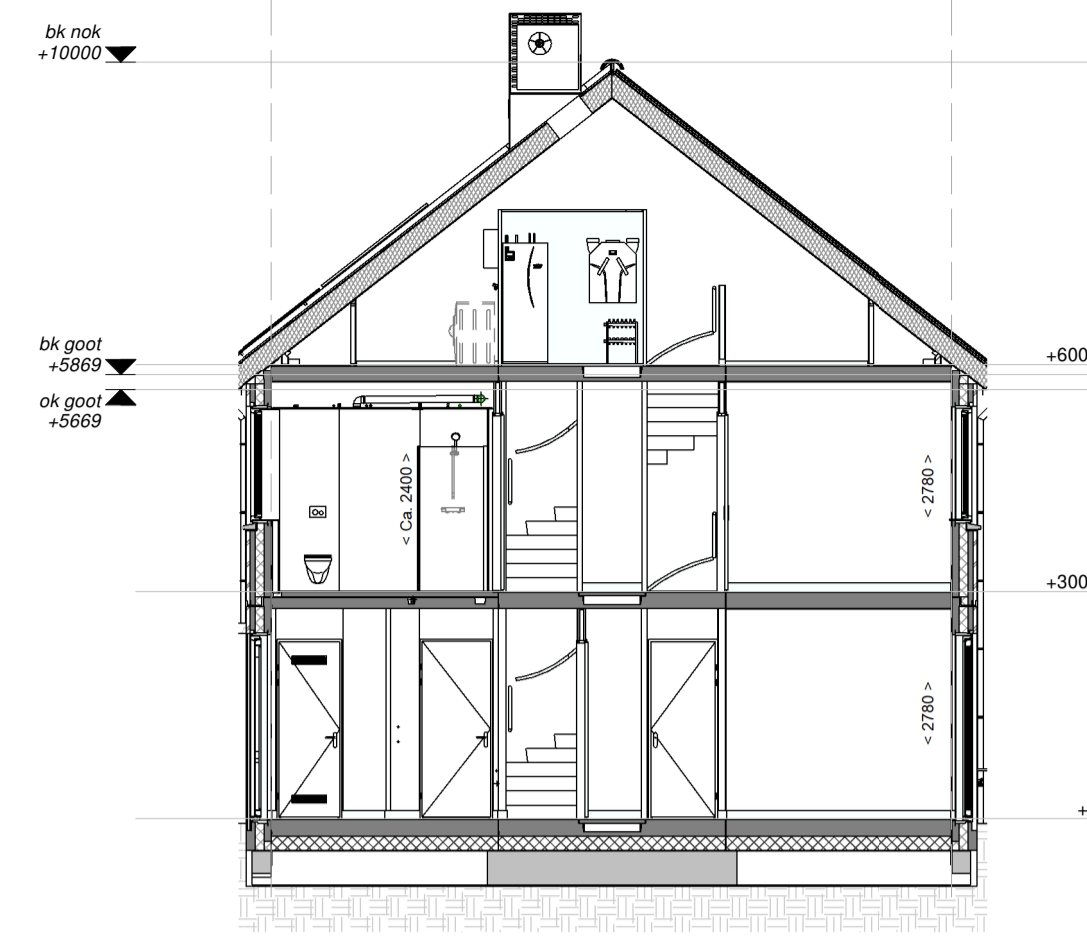 bk nok
+10000
bk goot
+5869
+600
ok goot
+5669
< Ca. 2400 >
< 2780 >
+300
< 2780 >
+